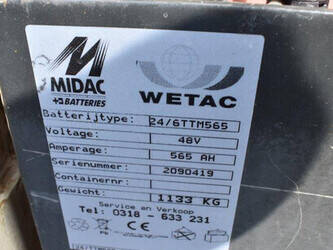 MIDAC
BATTERIES
WETAC
Batterijtype: 24/6TTM565
Voltage: 48V
Amperage: 565 AH
Serienummer: 2090419
Containernr:
Gewicht: 1133 KG
Service en Verkoop
Tel: 0318 - 633 231